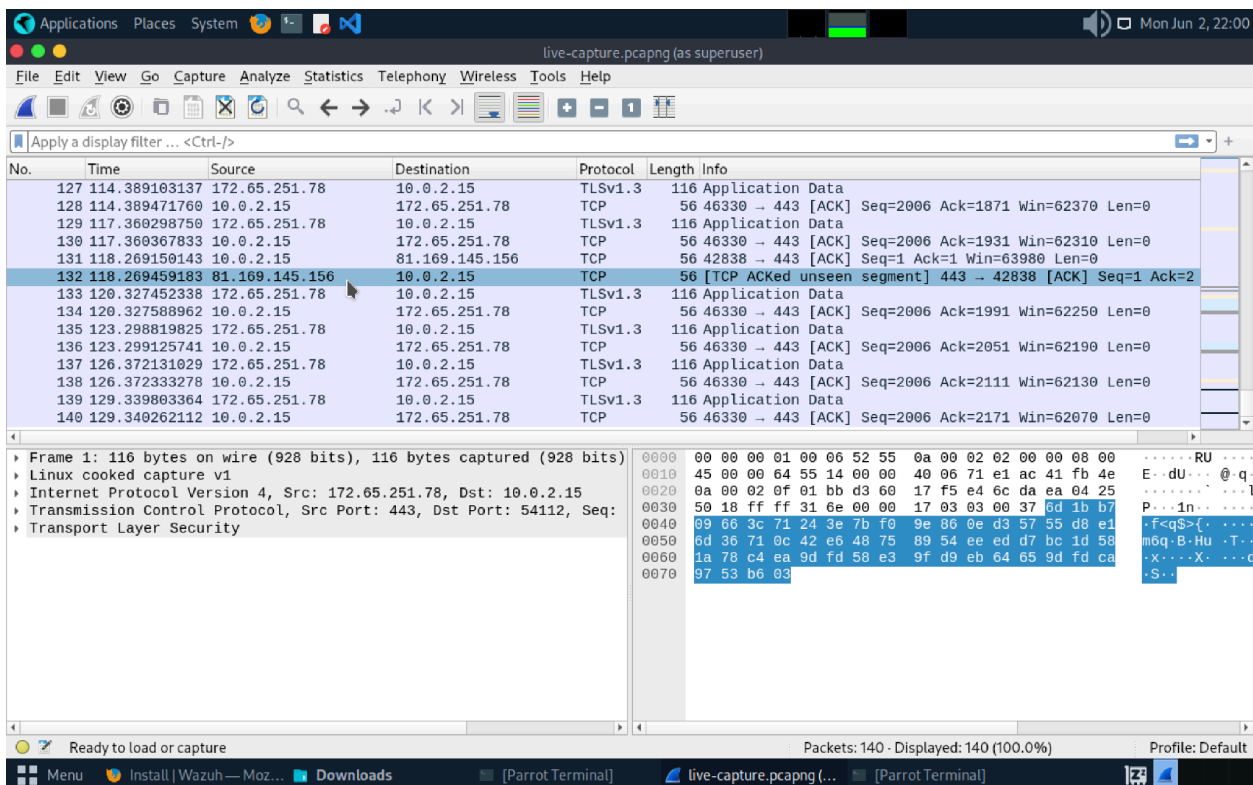 Applications Places System Mon Jun 2, 22:00
live-capture.pcapng (as superuser)
File Edit View Go Capture Analyze Statistics Telephony Wireless Tools Help
Apply a display filter … <Ctrl-/>
No. Time Source Destination Protocol Length Info
127 114.389103137 172.65.251.78 10.0.2.15 TLSv1.3 116 Application Data
128 114.389471760 10.0.2.15 172.65.251.78 TCP 56 46330 → 443 [ACK] Seq=2006 Ack=1871 Win=62370 Len=0
129 117.360298750 172.65.251.78 10.0.2.15 TLSv1.3 116 Application Data
130 117.360367833 10.0.2.15 172.65.251.78 TCP 56 46330 → 443 [ACK] Seq=2006 Ack=1931 Win=62310 Len=0
131 118.269150143 10.0.2.15 81.169.145.156 TCP 56 42838 → 443 [ACK] Seq=1 Ack=1 Win=63980 Len=0
132 118.269459183 81.169.145.156 10.0.2.15 TCP 56 [TCP ACKed unseen segment] 443 → 42838 [ACK] Seq=1 Ack=2
133 120.327452338 172.65.251.78 10.0.2.15 TLSv1.3 116 Application Data
134 120.327588962 10.0.2.15 172.65.251.78 TCP 56 46330 → 443 [ACK] Seq=2006 Ack=1991 Win=62250 Len=0
135 123.298819825 172.65.251.78 10.0.2.15 TLSv1.3 116 Application Data
136 123.299125741 10.0.2.15 172.65.251.78 TCP 56 46330 → 443 [ACK] Seq=2006 Ack=2051 Win=62190 Len=0
137 126.372131029 172.65.251.78 10.0.2.15 TLSv1.3 116 Application Data
138 126.372333278 10.0.2.15 172.65.251.78 TCP 56 46330 → 443 [ACK] Seq=2006 Ack=2111 Win=62130 Len=0
139 129.339803364 172.65.251.78 10.0.2.15 TLSv1.3 116 Application Data
140 129.340262112 10.0.2.15 172.65.251.78 TCP 56 46330 → 443 [ACK] Seq=2006 Ack=2171 Win=62070 Len=0
Frame 1: 116 bytes on wire (928 bits), 116 bytes captured (928 bits)
Linux cooked capture v1
Internet Protocol Version 4, Src: 172.65.251.78, Dst: 10.0.2.15
Transmission Control Protocol, Src Port: 443, Dst Port: 54112, Seq:
Transport Layer Security
0000 00 00 00 01 00 06 52 55 0a 00 02 02 00 00 08 00 ······RU ····
0010 45 00 00 64 55 14 00 00 40 06 71 e1 ac 41 fb 4e E··dU··· @·q·
0020 0a 00 02 0f 01 bb d3 60 17 f5 e4 6c da ea 04 25 ·······` ···l
0030 50 18 ff ff 31 6e 00 00 17 03 03 00 37 6d 1b b7 P···1n·· ····
0040 09 66 3c 71 24 3e 7b f0 9e 86 0e d3 57 55 d8 e1 ·f<q$>{· ····
0050 6d 36 71 0c 42 e6 48 75 89 54 ee ed d7 bc 1d 58 m6q·B·Hu ·T··
0060 1a 78 c4 ea 9d fd 58 e3 9f d9 eb 64 65 9d fd ca ·x····X· ···d
0070 97 53 b6 03 ·S··
Ready to load or capture Packets: 140 · Displayed: 140 (100.0%) Profile: Default
Menu Install | Wazuh — Moz… Downloads [Parrot Terminal] live-capture.pcapng (… [Parrot Terminal]